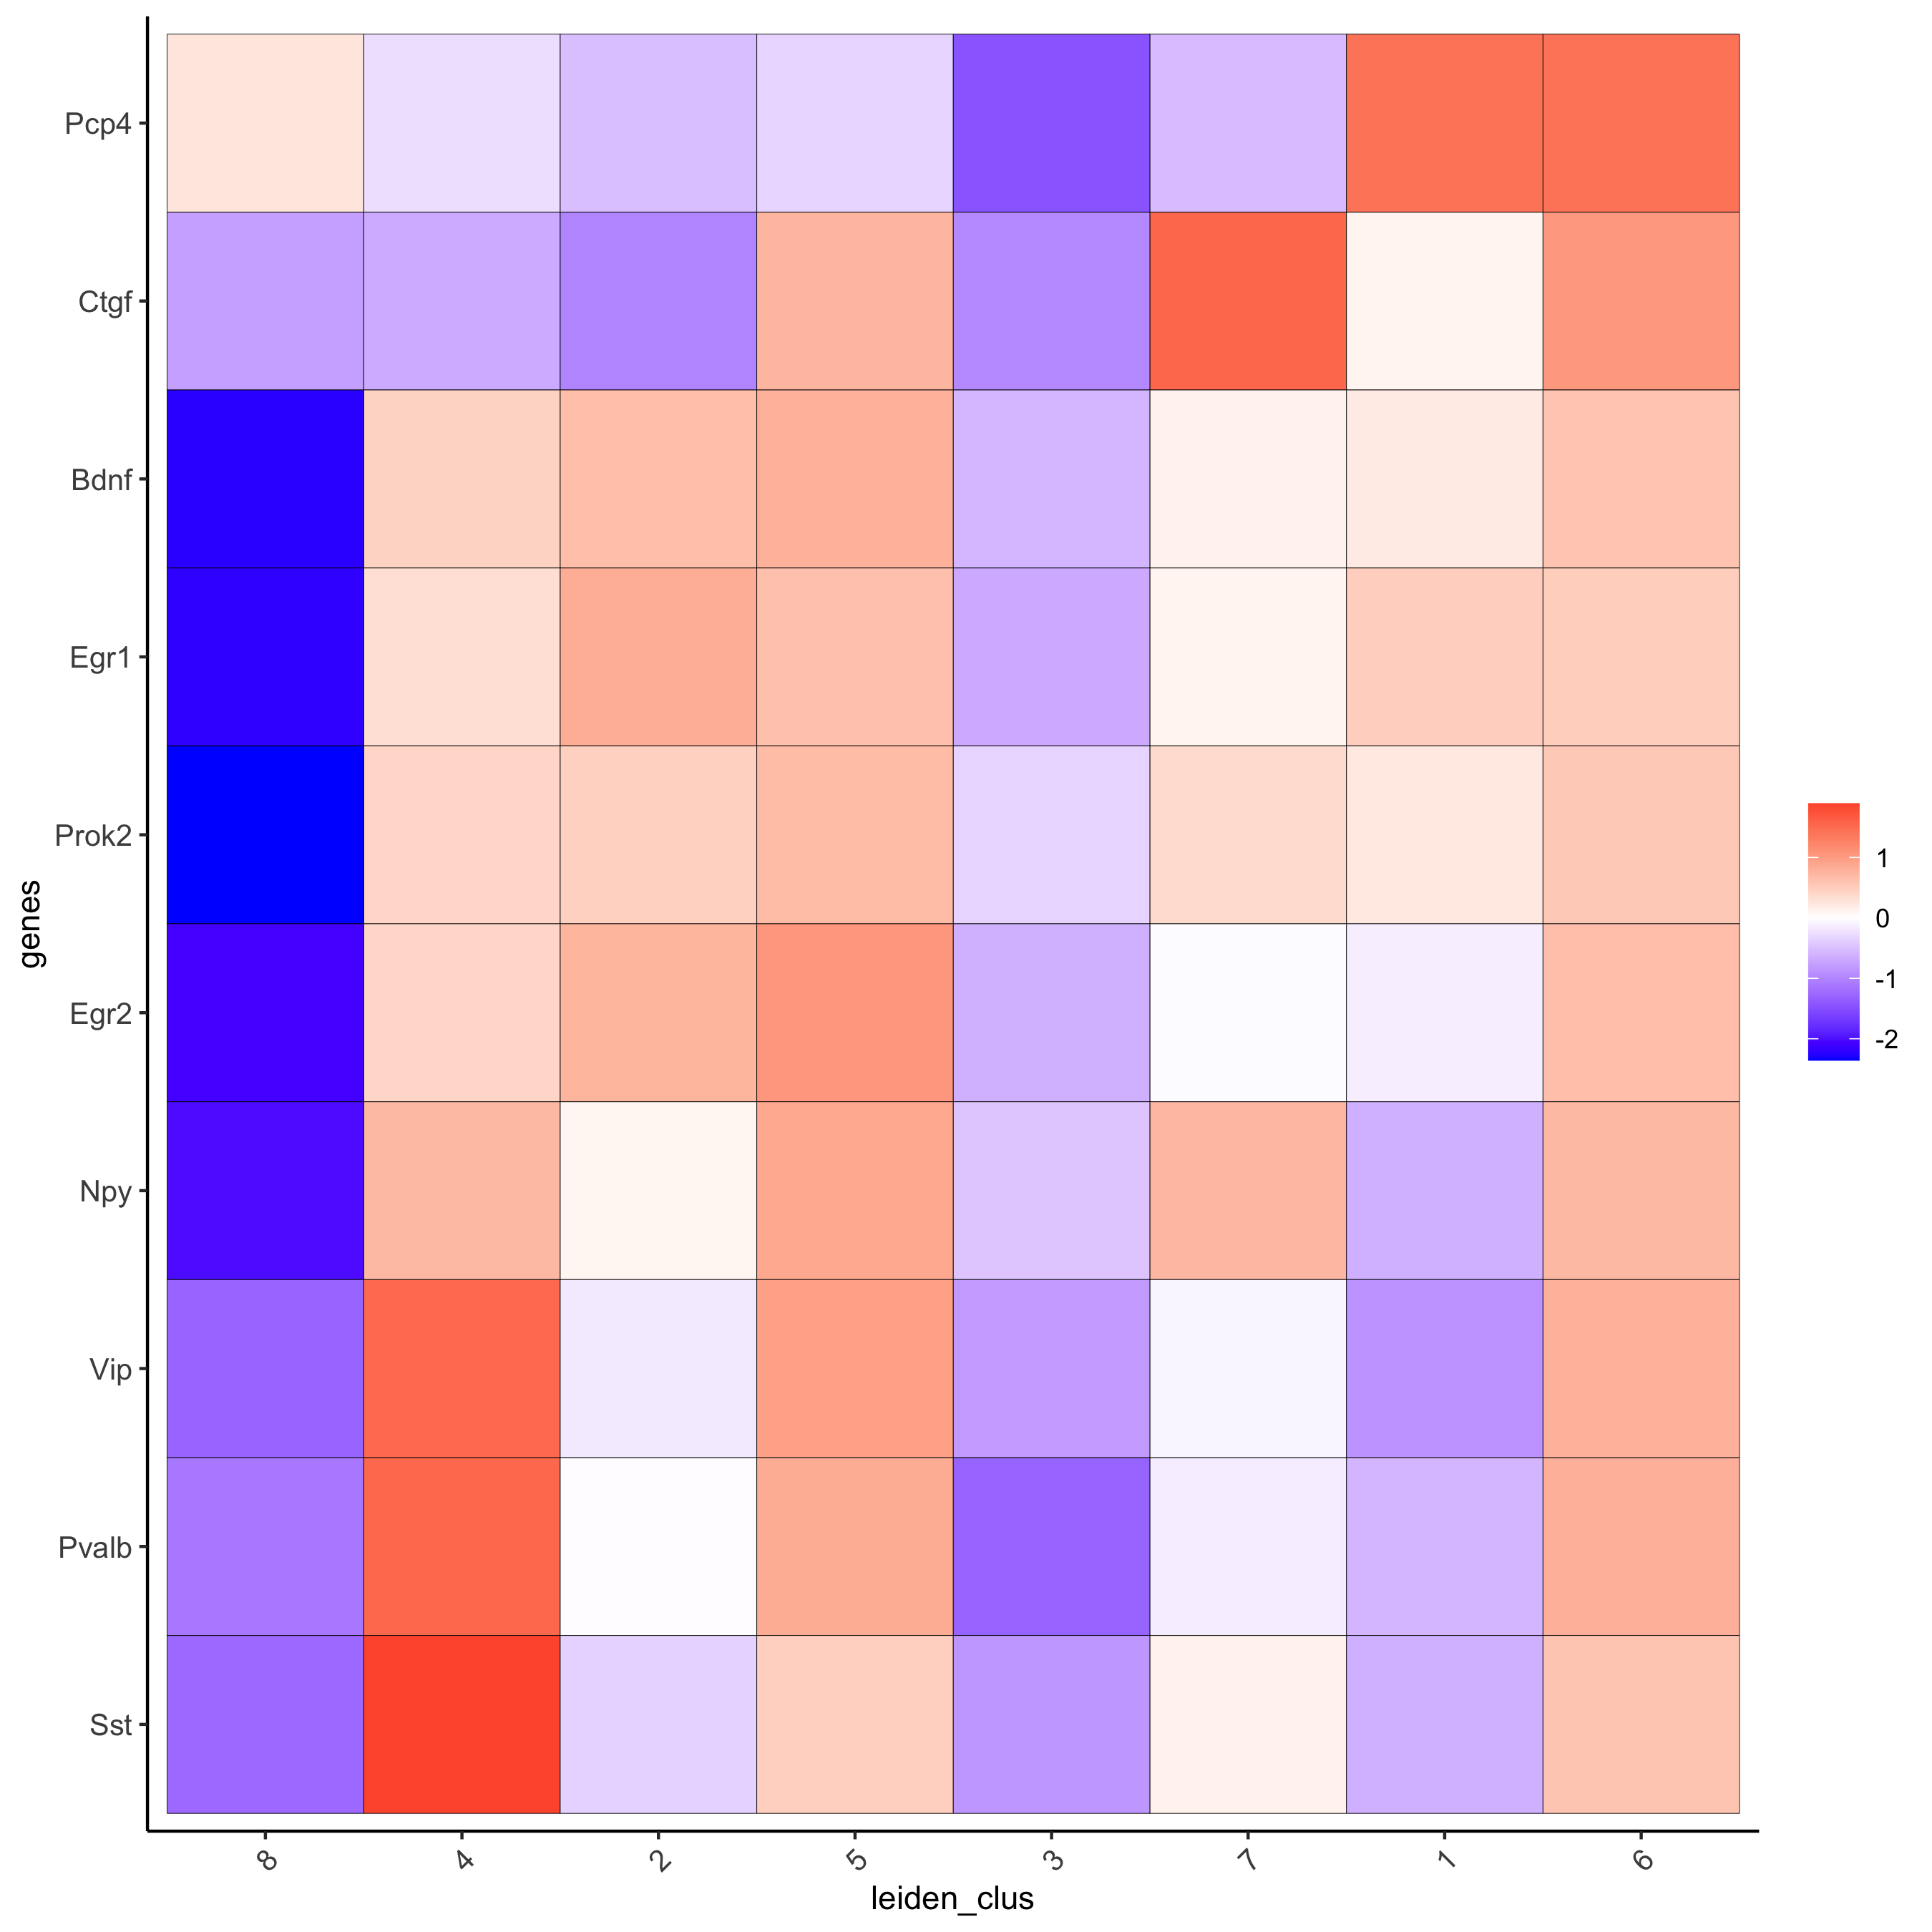 Pcp4
Ctgf
Bdnf
Egr1
Prok2
Egr2
Npy
Vip
Pvalb
Sst
genes
8 4 2 5 3 7 1 6
leiden_clus
1
0
-1
-2